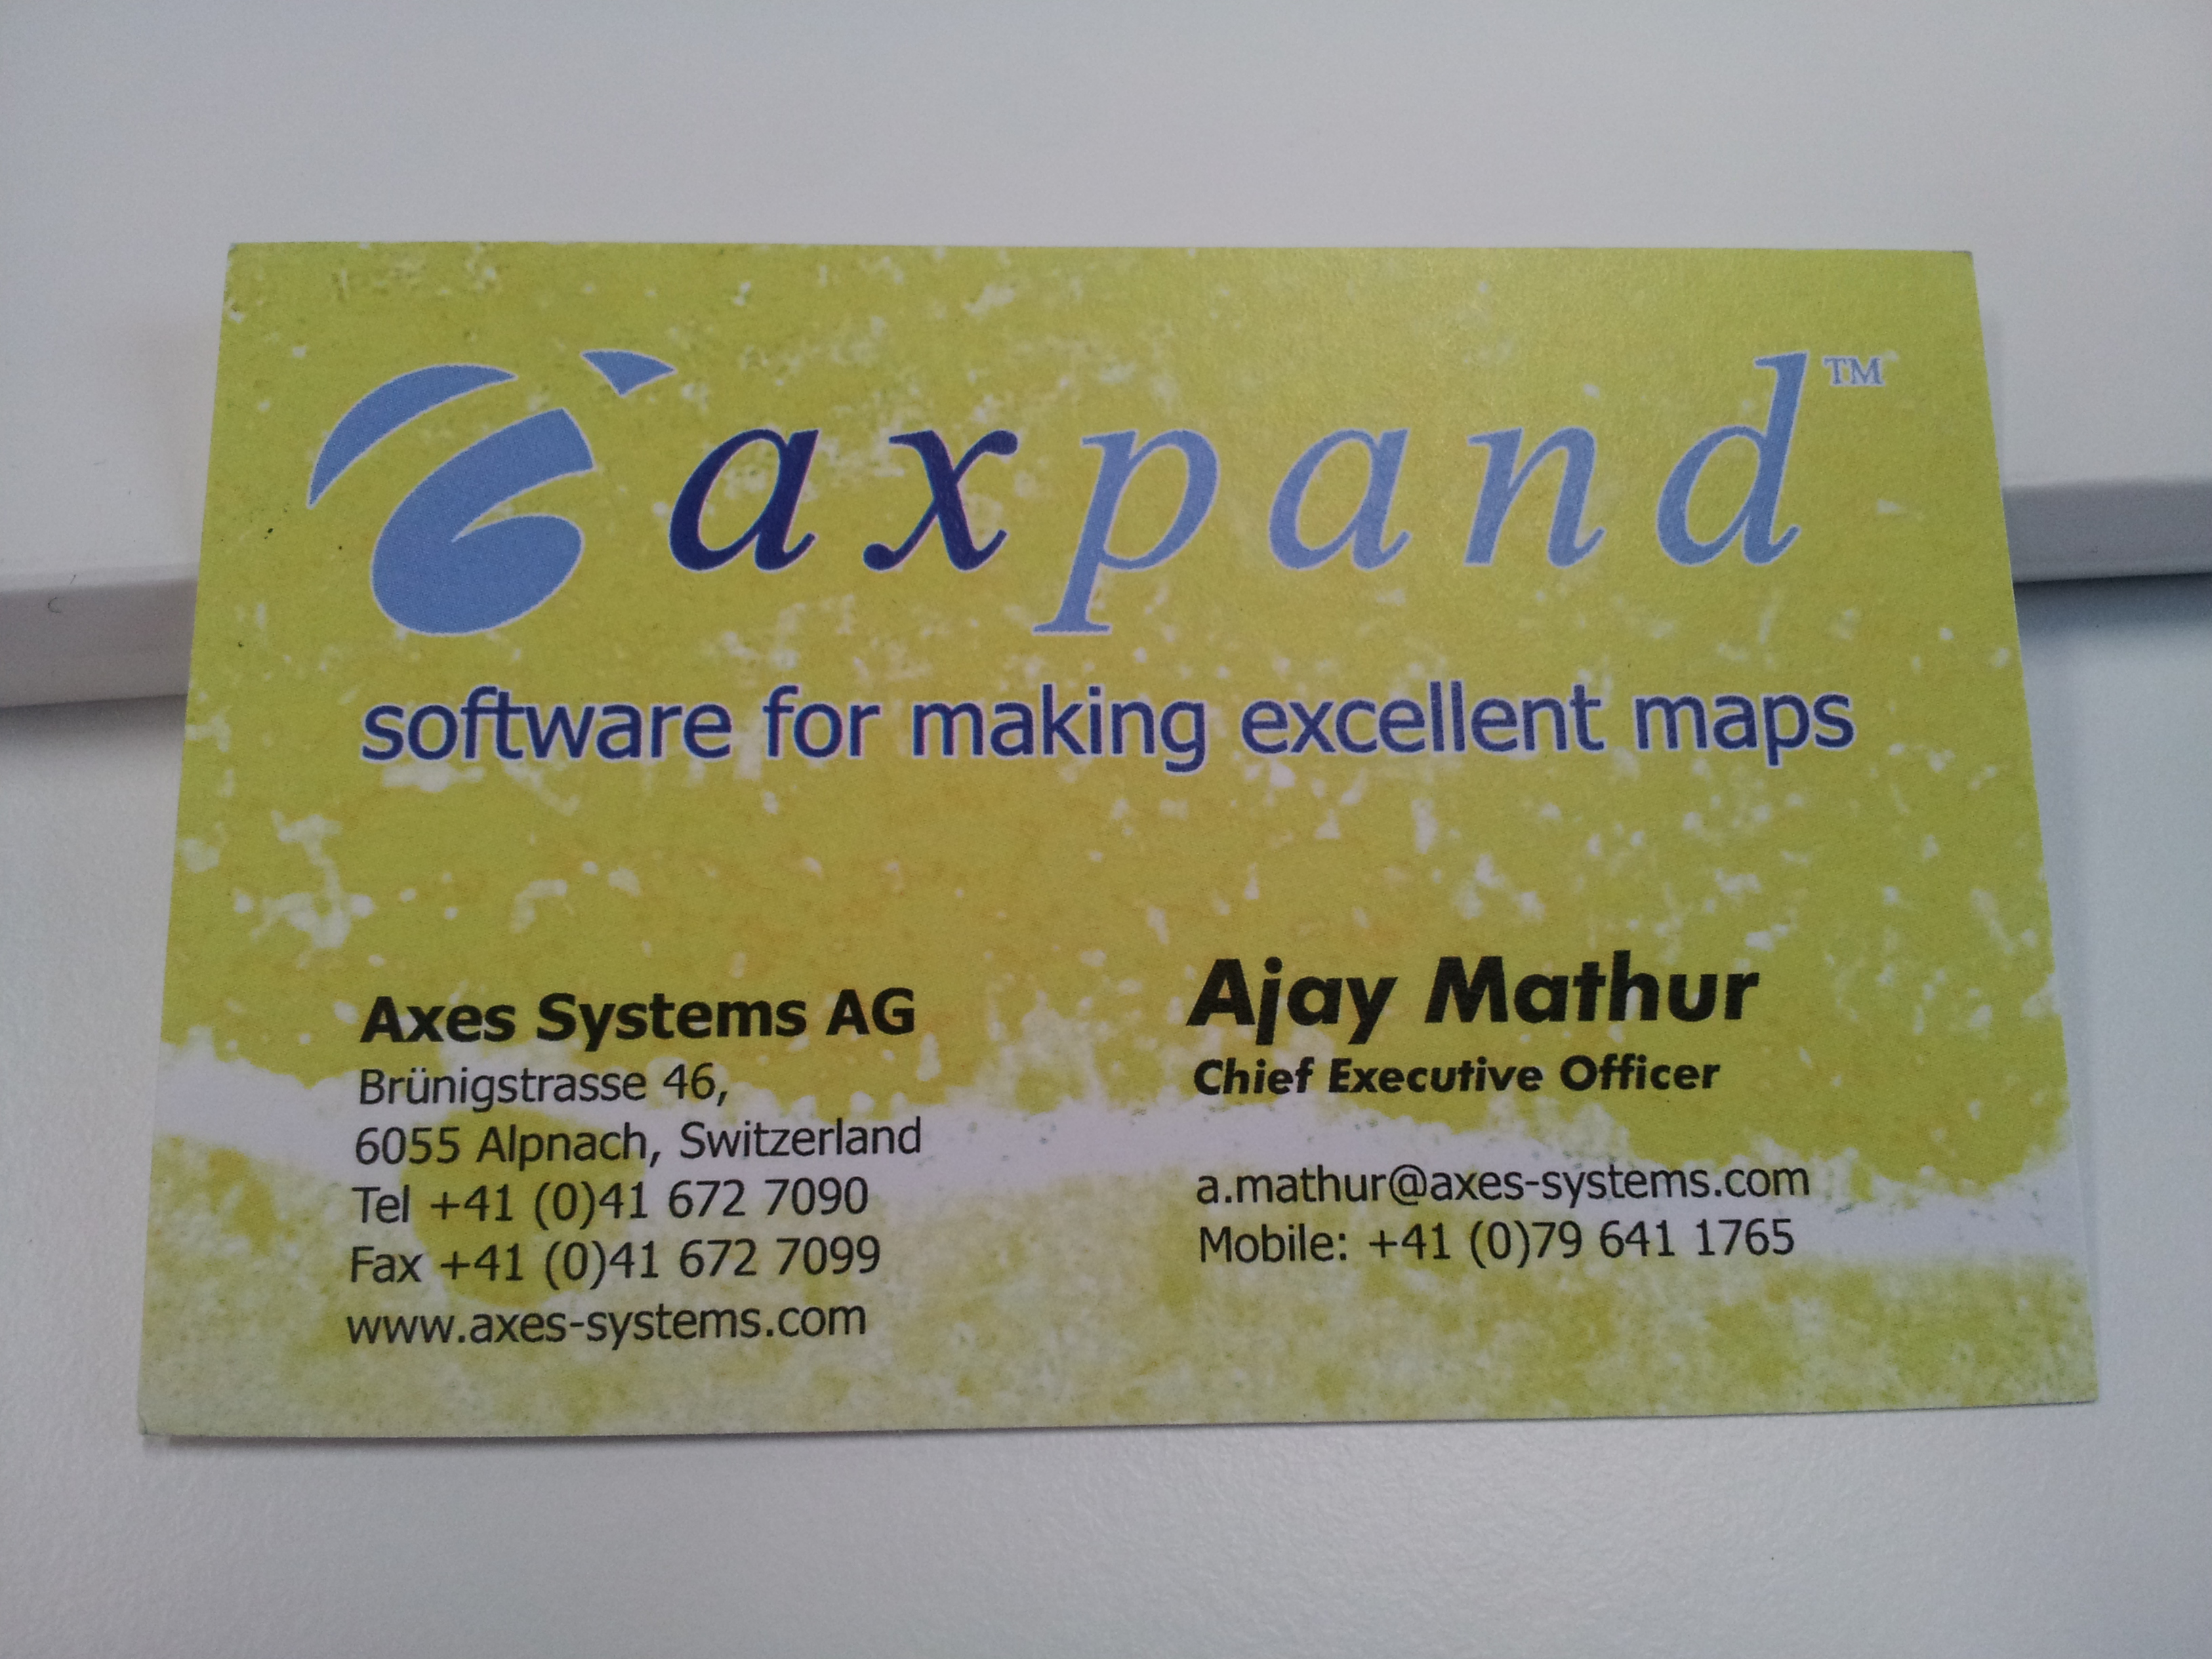 axpand™
software for making excellent maps
Axes Systems AG
Brünigstrasse 46,
6055 Alpnach, Switzerland
Tel +41 (0)41 672 7090
Fax +41 (0)41 672 7099
www.axes-systems.com
Ajay Mathur
Chief Executive Officer
a.mathur@axes-systems.com
Mobile: +41 (0)79 641 1765